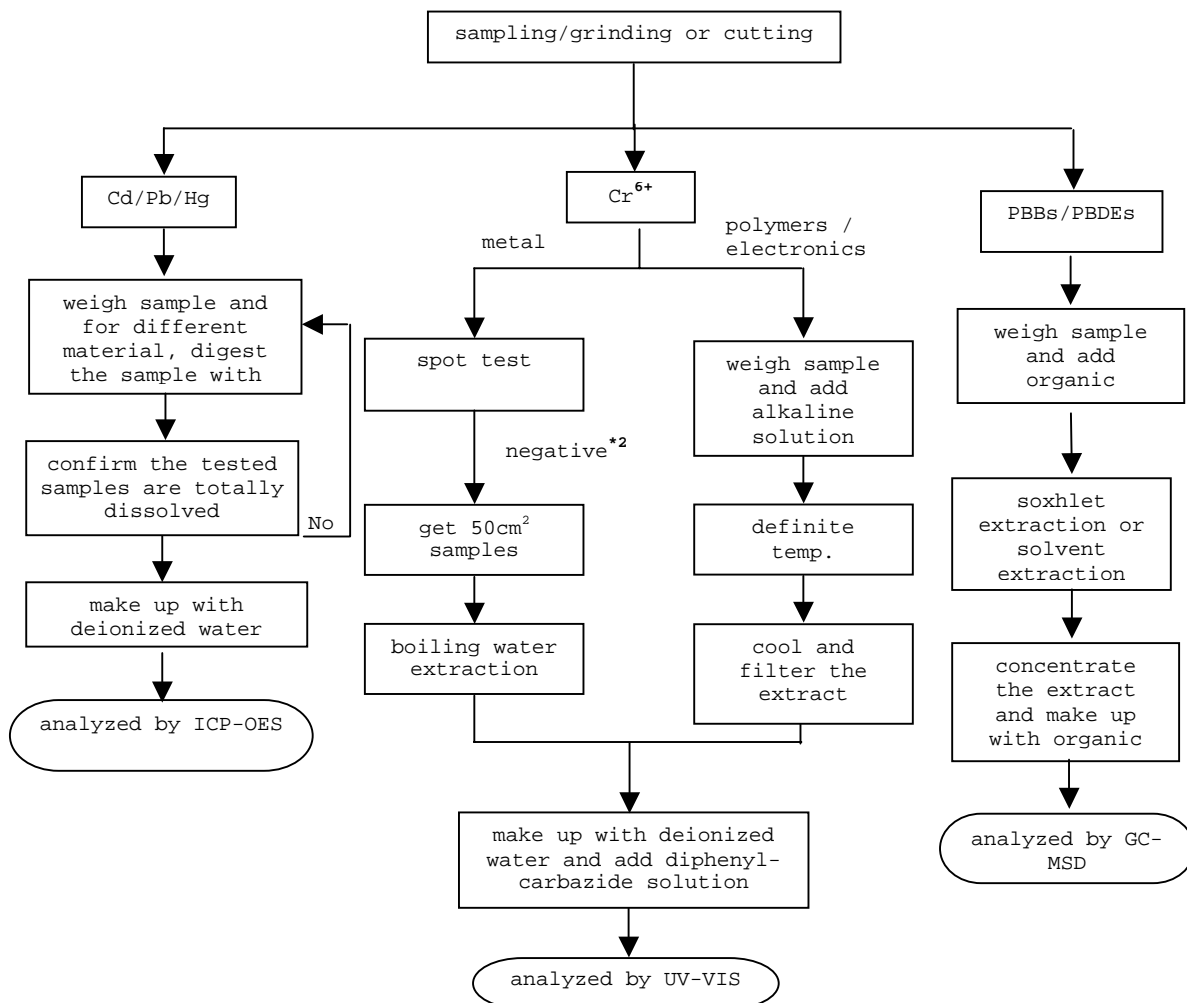 sampling/grinding or cutting
Cd/Pb/Hg
weigh sample and
for different
material, digest
the sample with
confirm the tested
samples are totally
dissolved
No
make up with
deionized water
analyzed by ICP-OES
Cr⁶⁺
metal
spot test
negative*²
get 50cm²
samples
boiling water
extraction
polymers /
electronics
weigh sample
and add
alkaline
solution
definite
temp.
cool and
filter the
extract
make up with deionized
water and add diphenyl-
carbazide solution
analyzed by UV-VIS
PBBs/PBDEs
weigh sample
and add
organic
soxhlet
extraction or
solvent
extraction
concentrate
the extract
and make up
with organic
analyzed by GC-
MSD